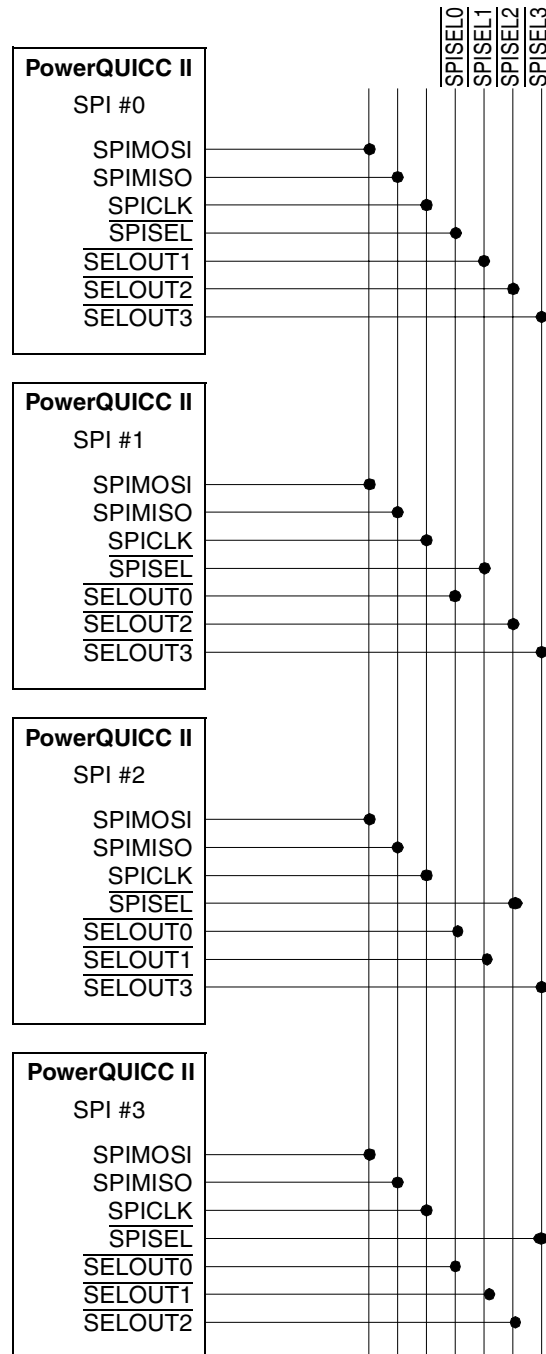 SPISEL0
SPISEL1
SPISEL2
SPISEL3
PowerQUICC II
SPI #0
SPIMOSI
SPIMISO
SPICLK
SPISEL
SELOUT1
SELOUT2
SELOUT3
PowerQUICC II
SPI #1
SPIMOSI
SPIMISO
SPICLK
SPISEL
SELOUT0
SELOUT2
SELOUT3
PowerQUICC II
SPI #2
SPIMOSI
SPIMISO
SPICLK
SPISEL
SELOUT0
SELOUT1
SELOUT3
PowerQUICC II
SPI #3
SPIMOSI
SPIMISO
SPICLK
SPISEL
SELOUT0
SELOUT1
SELOUT2